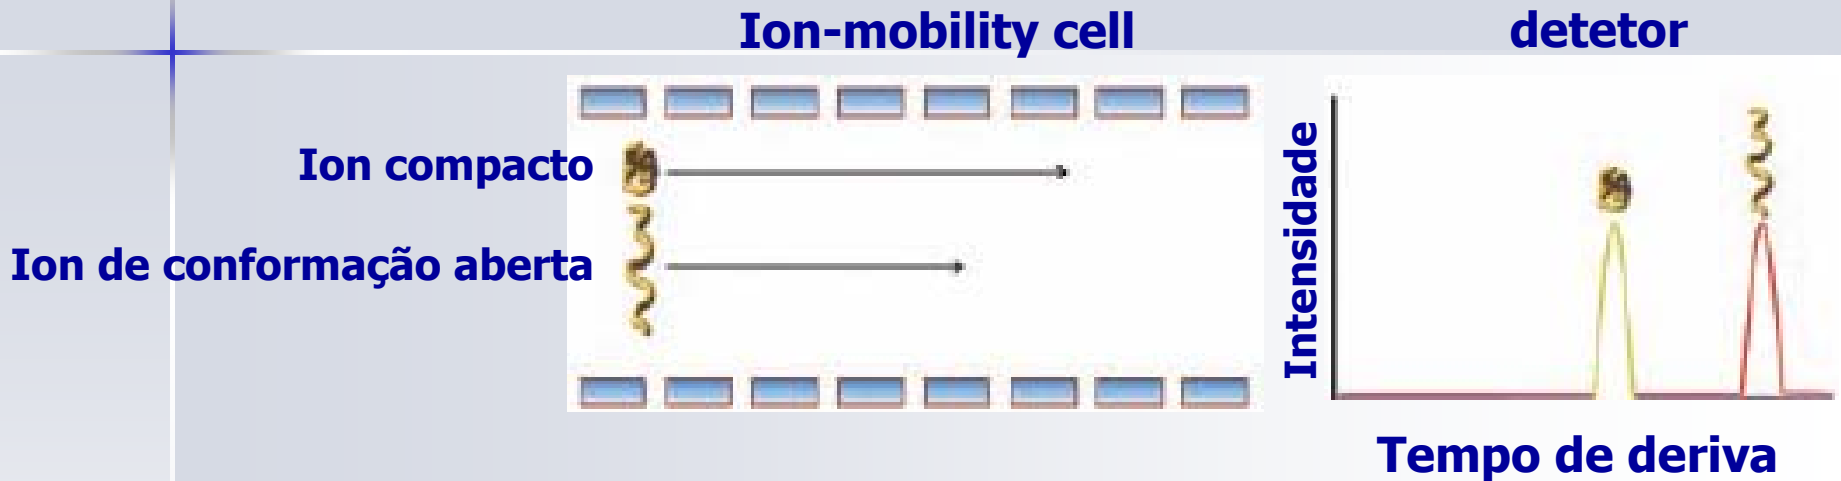 Ion-mobility cell
detetor
Ion compacto
Ion de conformação aberta
Intensidade
Tempo de deriva